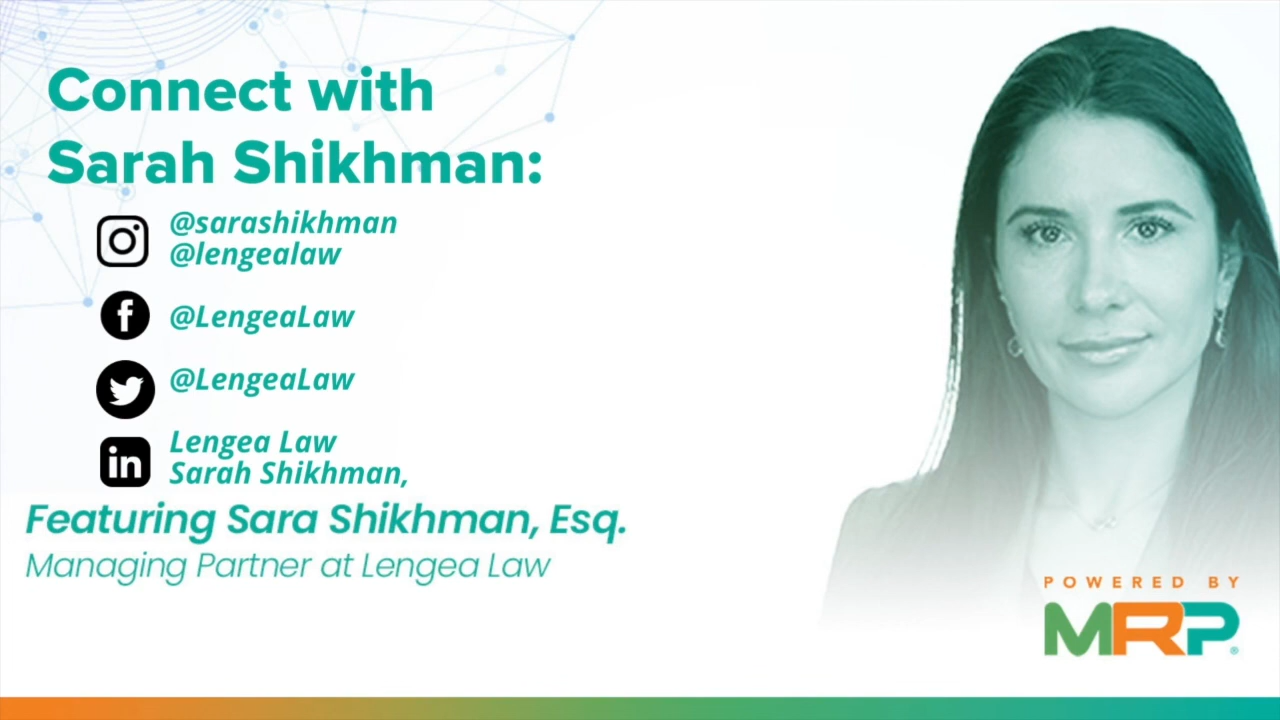 Connect with
Sarah Shikhman:
@sarashikhman
@lengealaw
@LengeaLaw
@LengeaLaw
Lengea Law
Sarah Shikhman,
Featuring Sara Shikhman, Esq.
Managing Partner at Lengea Law
POWERED BY
MRP®